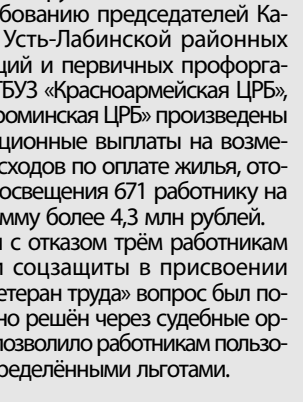 бованию председателей Ка-
Усть-Лабинской районных
ций и первичных профорга-
БУЗ «Красноармейская ЦРБ»,
роминская ЦРБ» произведены
ционные выплаты на возме-
сходов по оплате жилья, ото-
освещения 671 работнику на
мму более 4,3 млн рублей.
и с отказом трём работникам
и соцзащиты в присвоении
етеран труда» вопрос был по-
но решён через судебные ор-
позволило работникам пользо-
ределёнными льготами.